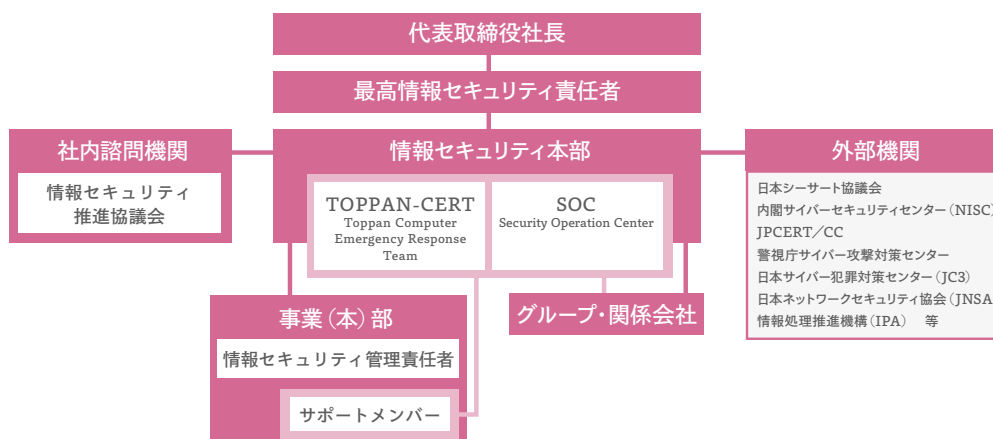 代表取締役社長
最高情報セキュリティ責任者
社内諮問機関
情報セキュリティ
推進協議会
情報セキュリティ本部
TOPPAN-CERT
Toppan Computer
Emergency Response
Team
SOC
Security Operation Center
外部機関
日本シーサート協議会
内閣サイバーセキュリティセンター（NISC）
JPCERT／CC
警視庁サイバー攻撃対策センター
日本サイバー犯罪対策センター（JC3）
日本ネットワークセキュリティ協会（JNSA
情報処理推進機構（IPA）　等
事業（本）部
情報セキュリティ管理責任者
サポートメンバー
グループ・関係会社